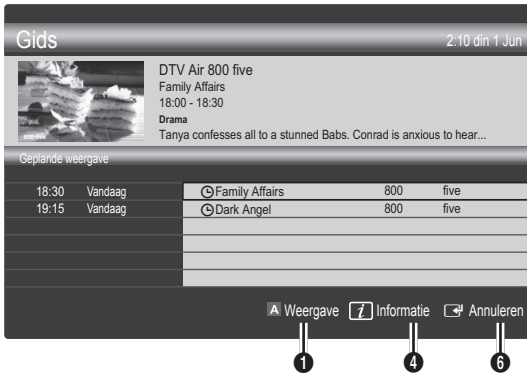 Gids 2:10 din 1 Jun
DTV Air 800 five
Family Affairs
18:00 - 18:30
Drama
Tanya confesses all to a stunned Babs. Conrad is anxious to hear...
800 five
Geplande weergave
18:30 Vandaag Family Affairs 800 five
19:15 Vandaag Dark Angel 800 five
A Weergave i Informatie Annuleren
1 4 6